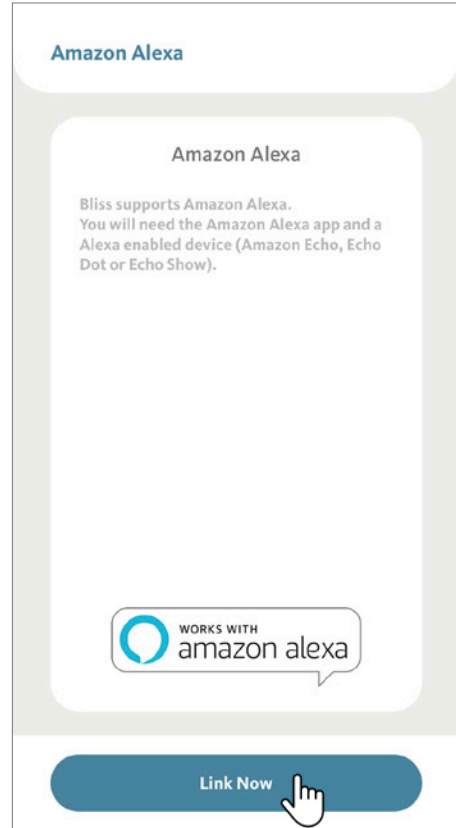 Amazon Alexa
Amazon Alexa
Bliss supports Amazon Alexa.
You will need the Amazon Alexa app and a
Alexa enabled device (Amazon Echo, Echo
Dot or Echo Show).
WORKS WITH
amazon alexa
Link Now